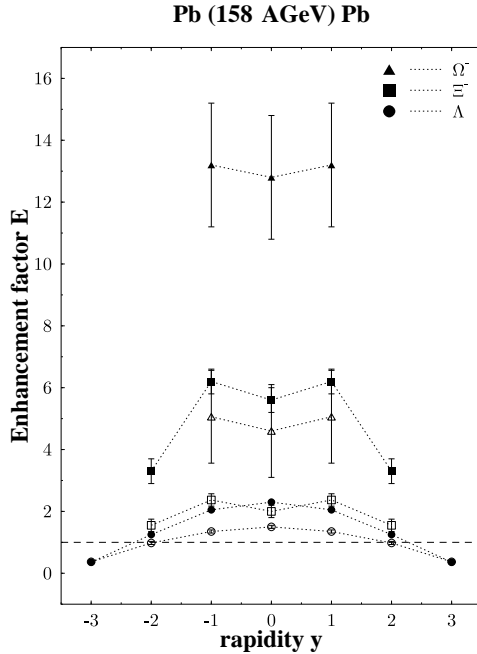 Pb (158 AGeV) Pb
Ω⁻
Ξ⁻
Λ
Enhancement factor E
16
14
12
10
8
6
4
2
0
-3 -2 -1 0 1 2 3
rapidity y